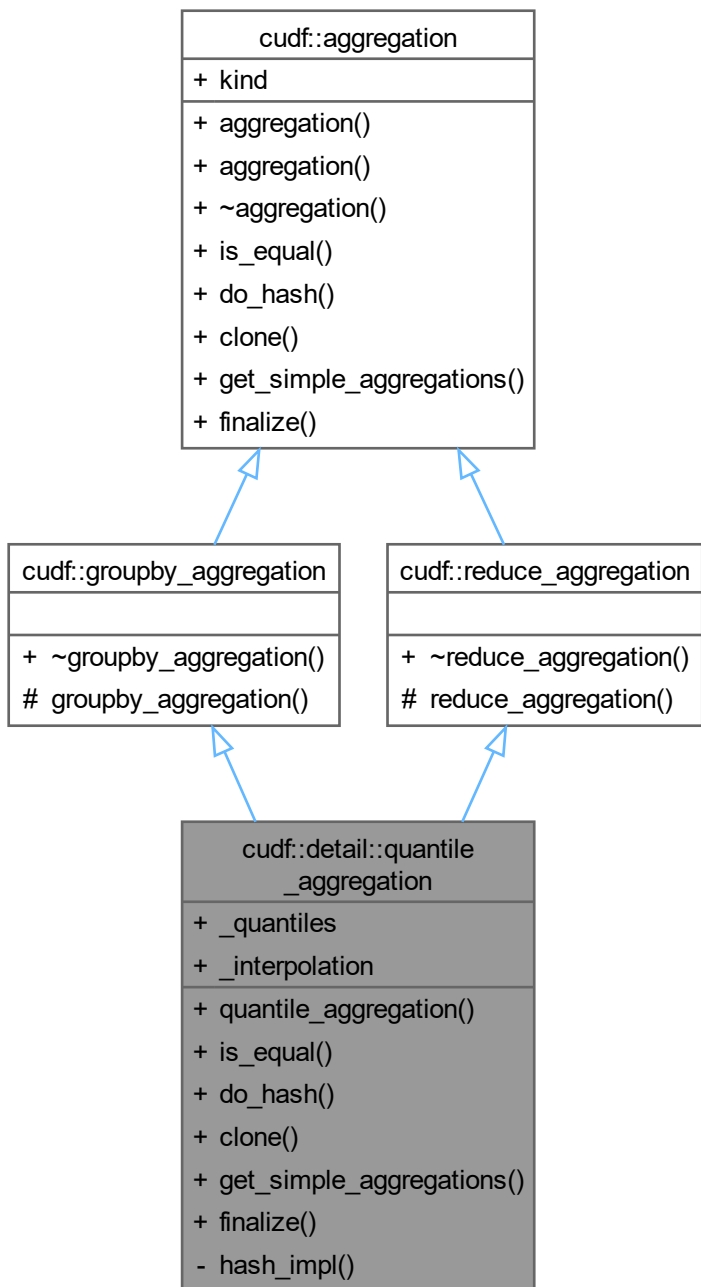 cudf::aggregation
+ kind
+ aggregation()
+ aggregation()
+ ~aggregation()
+ is_equal()
+ do_hash()
+ clone()
+ get_simple_aggregations()
+ finalize()
cudf::groupby_aggregation
+ ~groupby_aggregation()
# groupby_aggregation()
cudf::reduce_aggregation
+ ~reduce_aggregation()
# reduce_aggregation()
cudf::detail::quantile
_aggregation
+ _quantiles
+ _interpolation
+ quantile_aggregation()
+ is_equal()
+ do_hash()
+ clone()
+ get_simple_aggregations()
+ finalize()
- hash_impl()